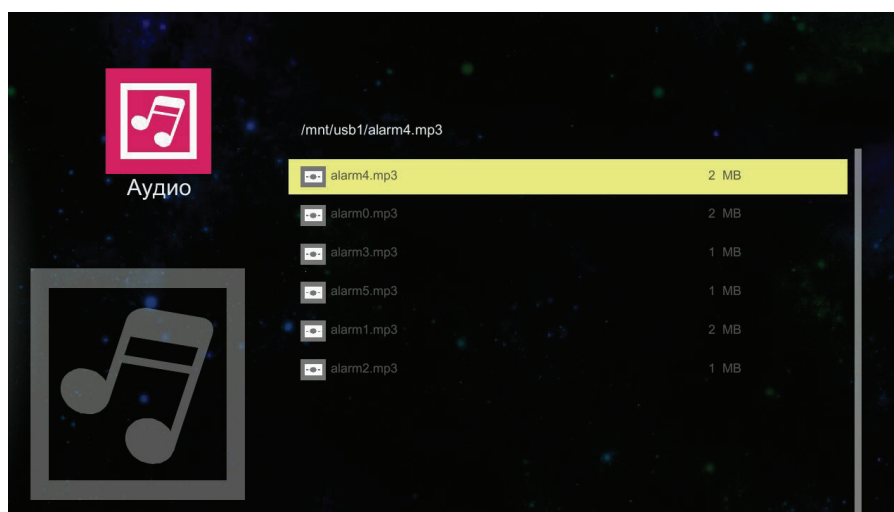 /mnt/usb1/alarm4.mp3
Аудио
alarm4.mp3 2 MB
alarm0.mp3 2 MB
alarm3.mp3 1 MB
alarm5.mp3 1 MB
alarm1.mp3 2 MB
alarm2.mp3 1 MB